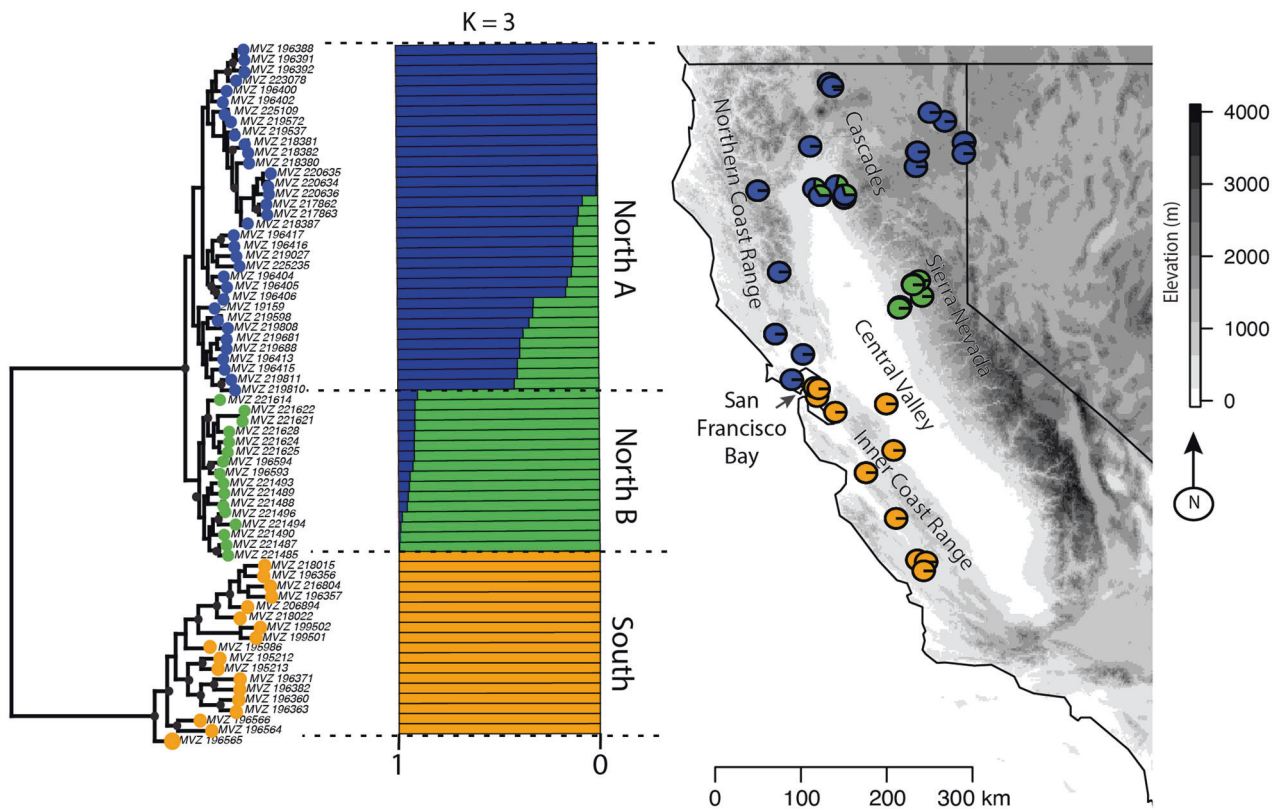 K = 3
MVZ 196388
MVZ 196391
MVZ 196392
MVZ 223078
MVZ 196400
MVZ 196402
MVZ 225109
MVZ 219572
MVZ 219537
MVZ 218381
MVZ 218382
MVZ 218380
MVZ 220635
MVZ 220634
MVZ 220636
MVZ 217862
MVZ 217863
MVZ 218387
MVZ 196417
MVZ 196416
MVZ 219027
MVZ 225235
MVZ 196404
MVZ 196405
MVZ 196406
MVZ 19159
MVZ 219598
MVZ 219808
MVZ 219681
MVZ 219688
MVZ 196413
MVZ 196415
MVZ 219811
MVZ 219810
MVZ 221614
MVZ 221622
MVZ 221621
MVZ 221628
MVZ 221624
MVZ 221625
MVZ 196594
MVZ 196593
MVZ 221493
MVZ 221489
MVZ 221488
MVZ 221496
MVZ 221494
MVZ 221490
MVZ 221487
MVZ 221485
MVZ 218015
MVZ 196356
MVZ 216804
MVZ 196357
MVZ 206894
MVZ 218022
MVZ 199502
MVZ 199501
MVZ 195986
MVZ 195212
MVZ 195213
MVZ 196371
MVZ 196382
MVZ 196360
MVZ 196363
MVZ 196566
MVZ 196564
MVZ 196565
North A
North B
South
1
0
Northern Coast Range
Cascades
Sierra Nevada
Central Valley
Inner Coast Range
San
Francisco
Bay
0
100
200
300 km
Elevation (m)
4000
3000
2000
1000
0
N